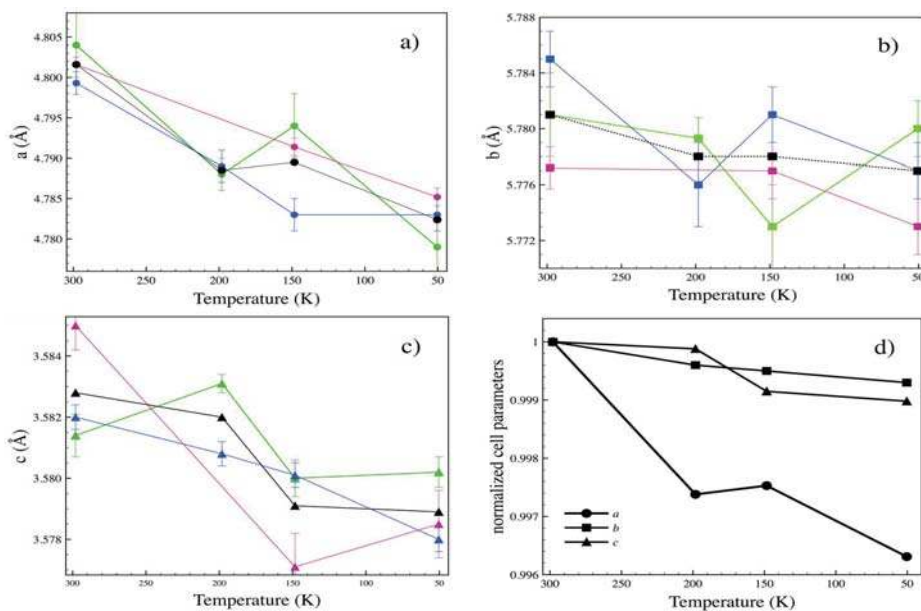 a)
4.805
4.800
4.795
4.790
4.785
4.780
a (Å)
300
250
200
150
100
50
Temperature (K)
b)
5.788
5.784
5.780
5.776
5.772
b (Å)
300
250
200
150
100
50
Temperature (K)
c)
3.584
3.582
3.580
3.578
c (Å)
300
250
200
150
100
50
Temperature (K)
d)
1
0.999
0.998
0.997
0.996
normalized cell parameters
a
b
c
300
250
200
150
100
50
Temperature (K)